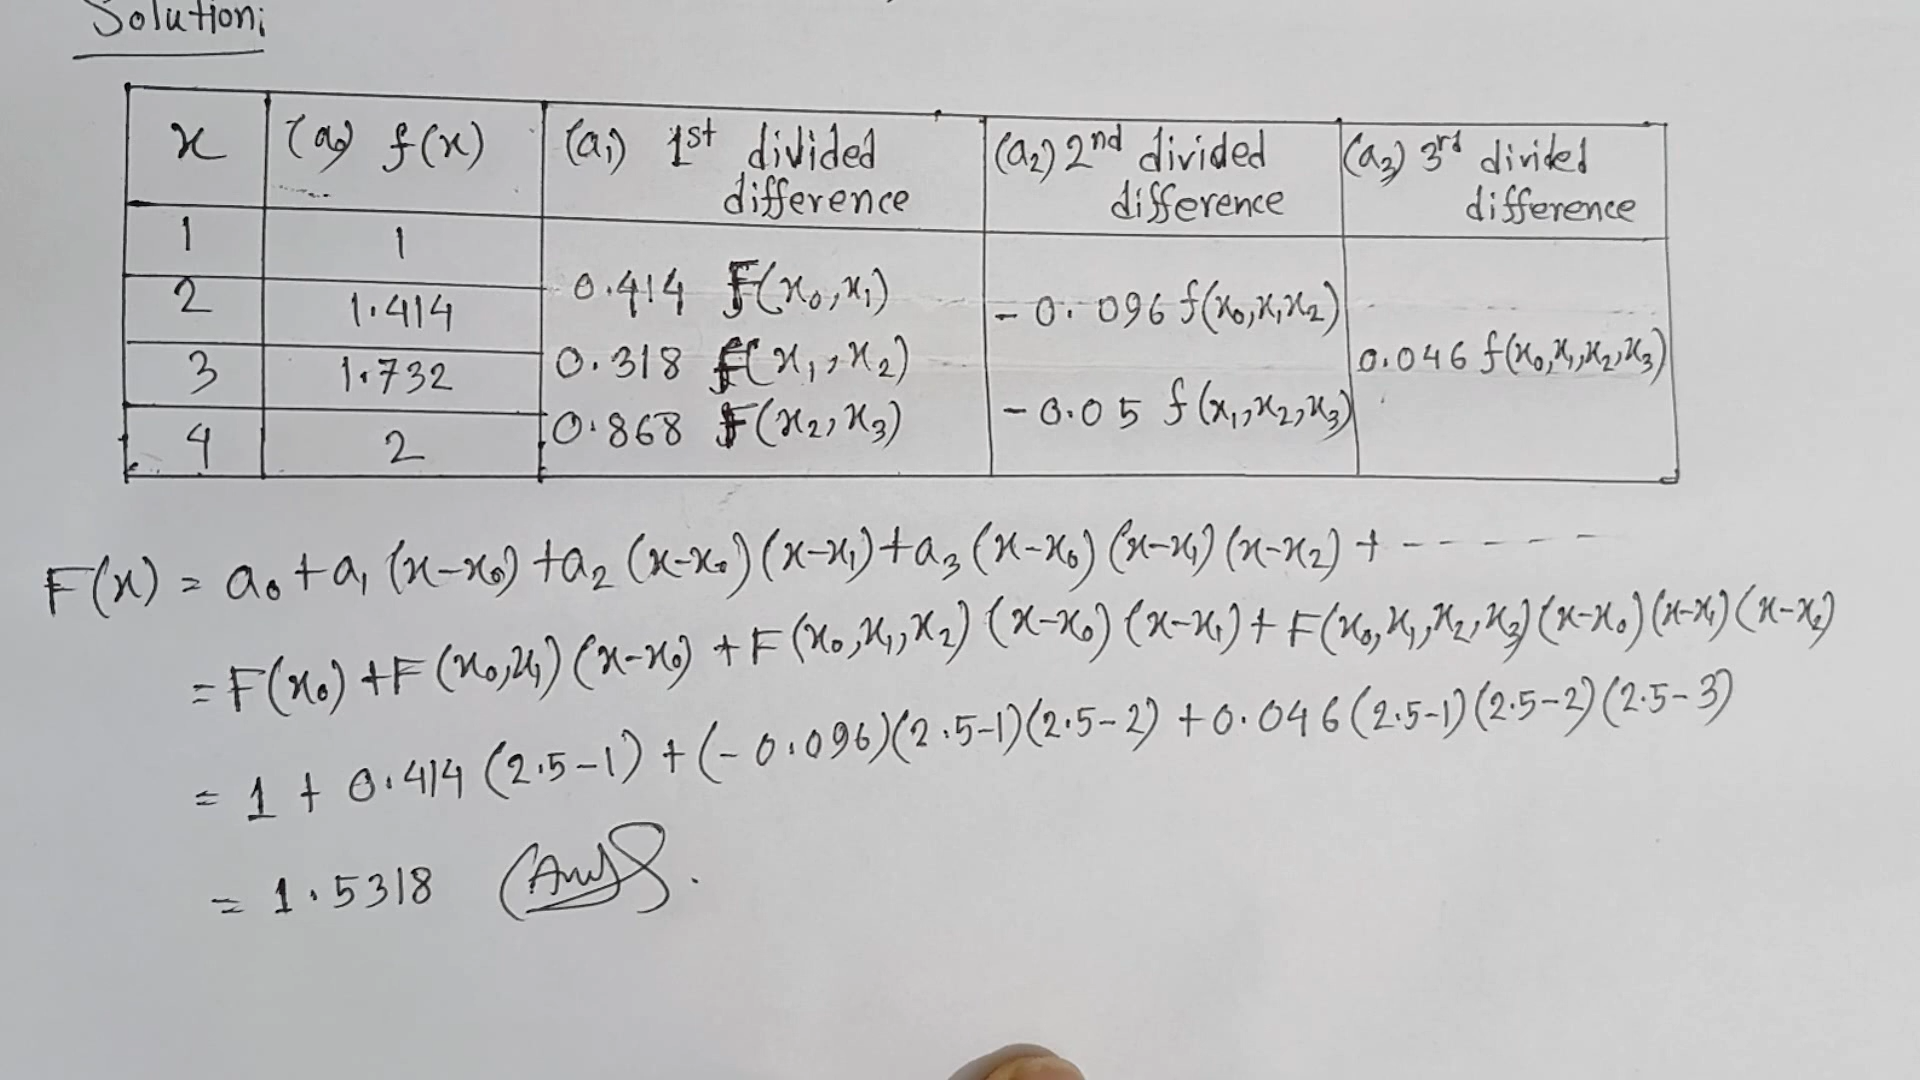 Solution;
x (a₀) f(x) (a₁) 1st divided difference (a₂) 2nd divided difference (a₃) 3rd divided difference
1 1
0.414 F(x₀,x₁)
2 1.414
-0.096 f(x₀,x₁,x₂)
0.318 f(x₁,x₂)
0.046 f(x₀,x₁,x₂,x₃)
3 1.732
0.868 F(x₂,x₃)
-0.05 f(x₁,x₂,x₃)
4 2
F(x) = a₀ + a₁ (x-x₀) + a₂ (x-x₀) (x-x₁) + a₃ (x-x₀) (x-x₁) (x-x₂) + ------
= F(x₀) + F(x₀,x₁) (x-x₀) + F(x₀,x₁,x₂) (x-x₀) (x-x₁) + F(x₀,x₁,x₂,x₃) (x-x₀) (x-x₁) (x-x₂)
= 1 + 0.414 (2.5-1) + (-0.096)(2.5-1)(2.5-2) + 0.046 (2.5-1) (2.5-2) (2.5-3)
= 1.5318 (Ans).